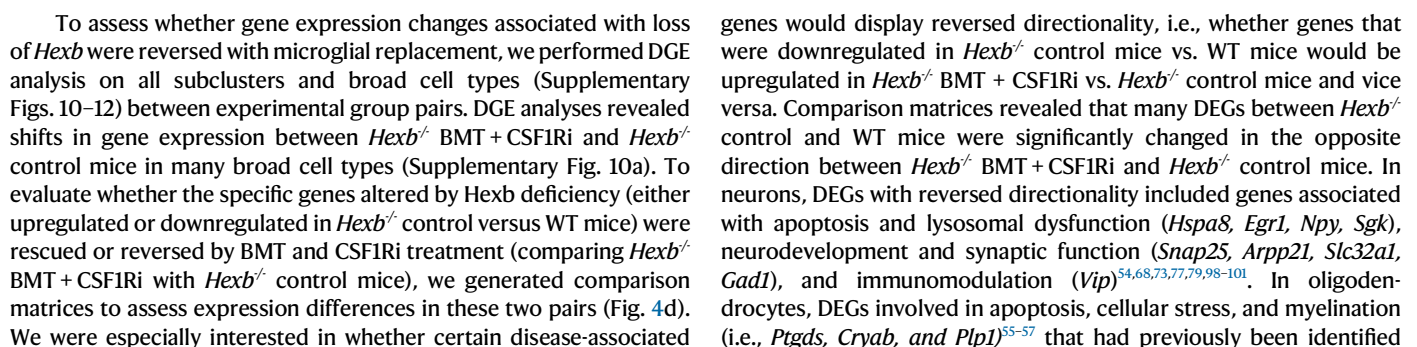 To assess whether gene expression changes associated with loss
of Hexb were reversed with microglial replacement, we performed DGE
analysis on all subclusters and broad cell types (Supplementary
Figs. 10–12) between experimental group pairs. DGE analyses revealed
shifts in gene expression between Hexb-/- BMT + CSF1Ri and Hexb-/-
control mice in many broad cell types (Supplementary Fig. 10a). To
evaluate whether the specific genes altered by Hexb deficiency (either
upregulated or downregulated in Hexb-/- control versus WT mice) were
rescued or reversed by BMT and CSF1Ri treatment (comparing Hexb-/-
BMT + CSF1Ri with Hexb-/- control mice), we generated comparison
matrices to assess expression differences in these two pairs (Fig. 4d).
We were especially interested in whether certain disease-associated
genes would display reversed directionality, i.e., whether genes that
were downregulated in Hexb-/- control mice vs. WT mice would be
upregulated in Hexb-/- BMT + CSF1Ri vs. Hexb-/- control mice and vice
versa. Comparison matrices revealed that many DEGs between Hexb-/-
control and WT mice were significantly changed in the opposite
direction between Hexb-/- BMT + CSF1Ri and Hexb-/- control mice. In
neurons, DEGs with reversed directionality included genes associated
with apoptosis and lysosomal dysfunction (Hspa8, Egr1, Npy, Sgk),
neurodevelopment and synaptic function (Snap25, Arpp21, Slc32a1,
Gad1), and immunomodulation (Vip)54,68,73,77,79,98–101. In oligoden-
drocytes, DEGs involved in apoptosis, cellular stress, and myelination
(i.e., Ptgds, Cryab, and Plp1)55–57 that had previously been identified